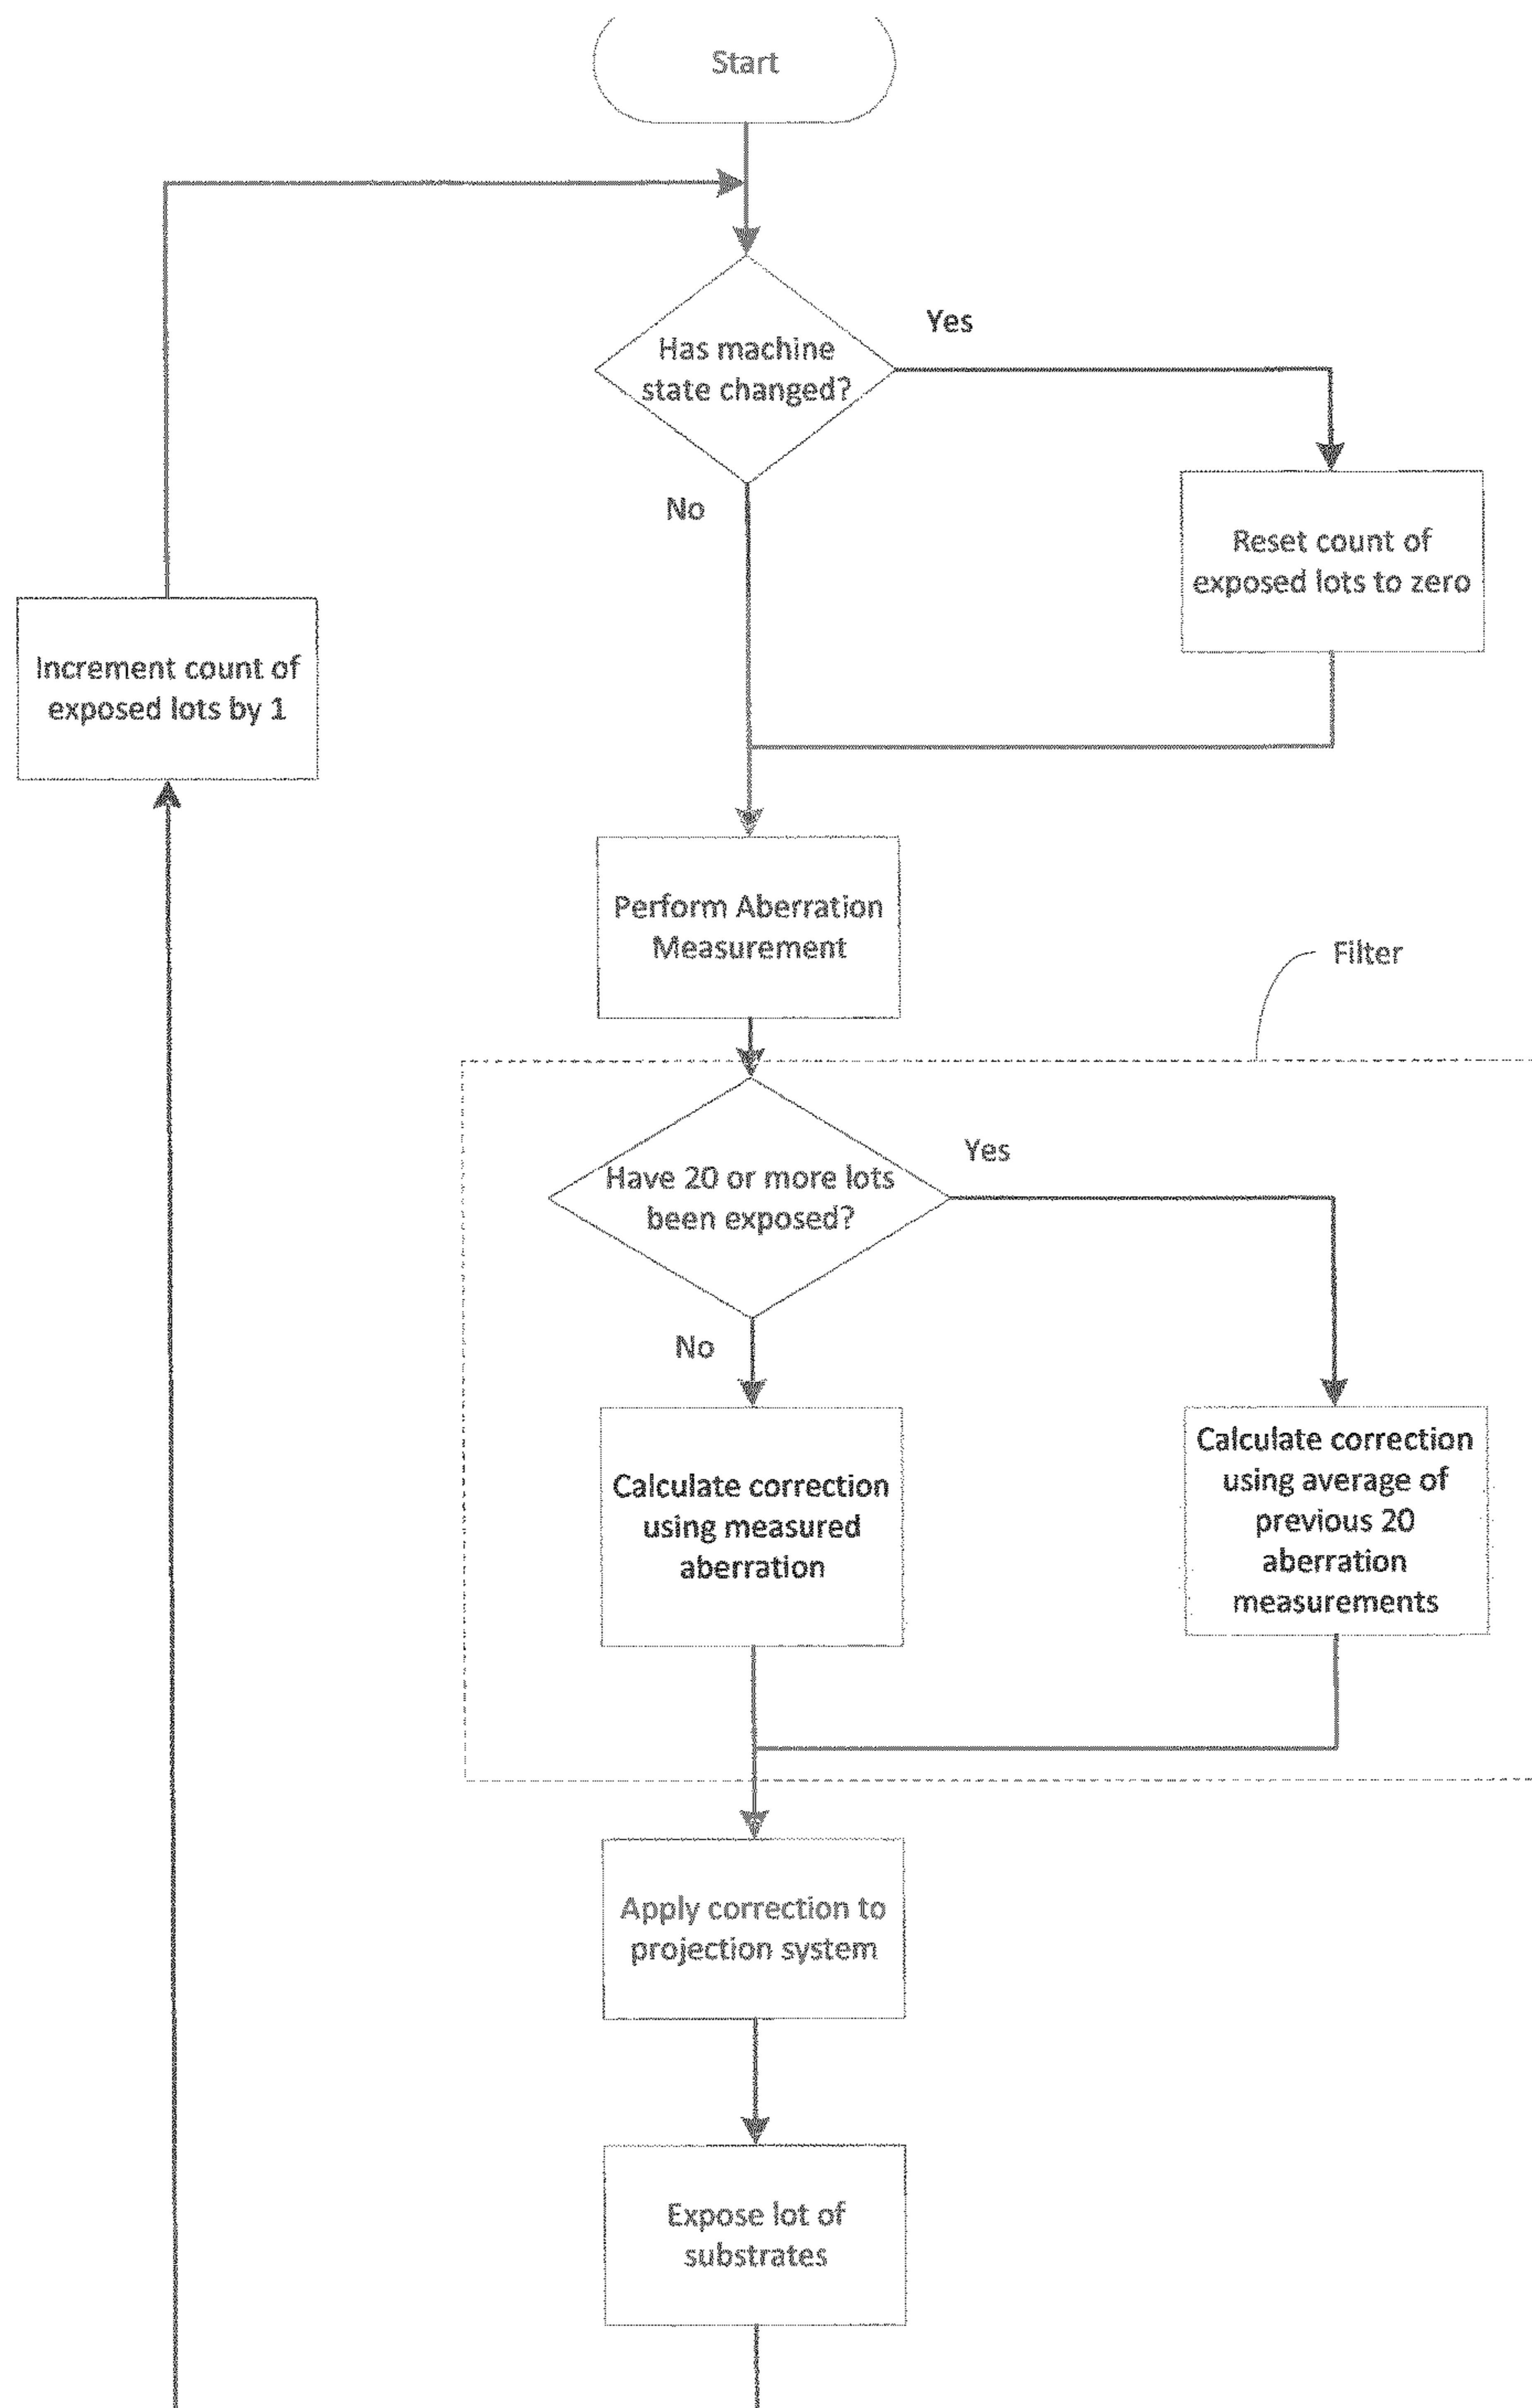 Start
Has machine
state changed?
Yes
No
Reset count of
exposed lots to zero
Increment count of
exposed lots by 1
Perform Aberration
Measurement
Filter
Have 20 or more lots
been exposed?
Yes
No
Calculate correction
using measured
aberration
Calculate correction
using average of
previous 20
aberration
measurements
Apply correction to
projection system
Expose lot of
substrates